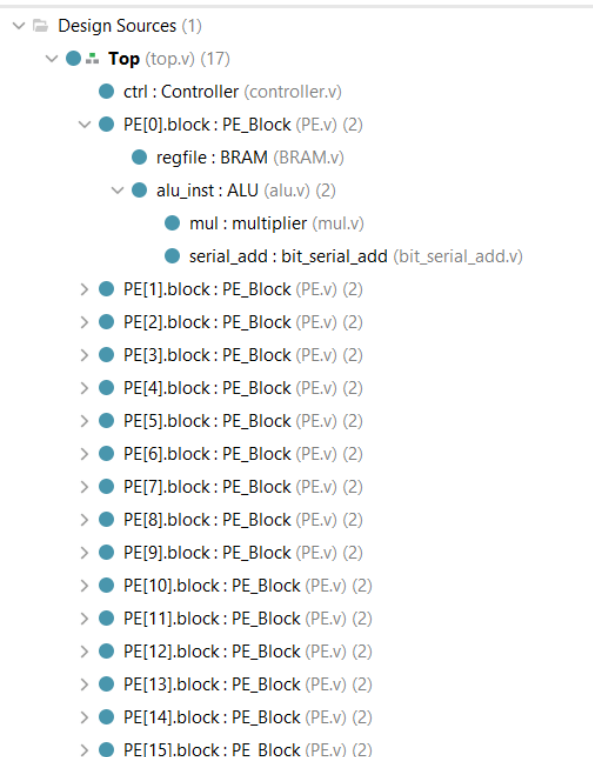 Design Sources (1)
Top (top.v) (17)
ctrl : Controller (controller.v)
PE[0].block : PE_Block (PE.v) (2)
regfile : BRAM (BRAM.v)
alu_inst : ALU (alu.v) (2)
mul : multiplier (mul.v)
serial_add : bit_serial_add (bit_serial_add.v)
PE[1].block : PE_Block (PE.v) (2)
PE[2].block : PE_Block (PE.v) (2)
PE[3].block : PE_Block (PE.v) (2)
PE[4].block : PE_Block (PE.v) (2)
PE[5].block : PE_Block (PE.v) (2)
PE[6].block : PE_Block (PE.v) (2)
PE[7].block : PE_Block (PE.v) (2)
PE[8].block : PE_Block (PE.v) (2)
PE[9].block : PE_Block (PE.v) (2)
PE[10].block : PE_Block (PE.v) (2)
PE[11].block : PE_Block (PE.v) (2)
PE[12].block : PE_Block (PE.v) (2)
PE[13].block : PE_Block (PE.v) (2)
PE[14].block : PE_Block (PE.v) (2)
PE[15].block : PE_Block (PE.v) (2)